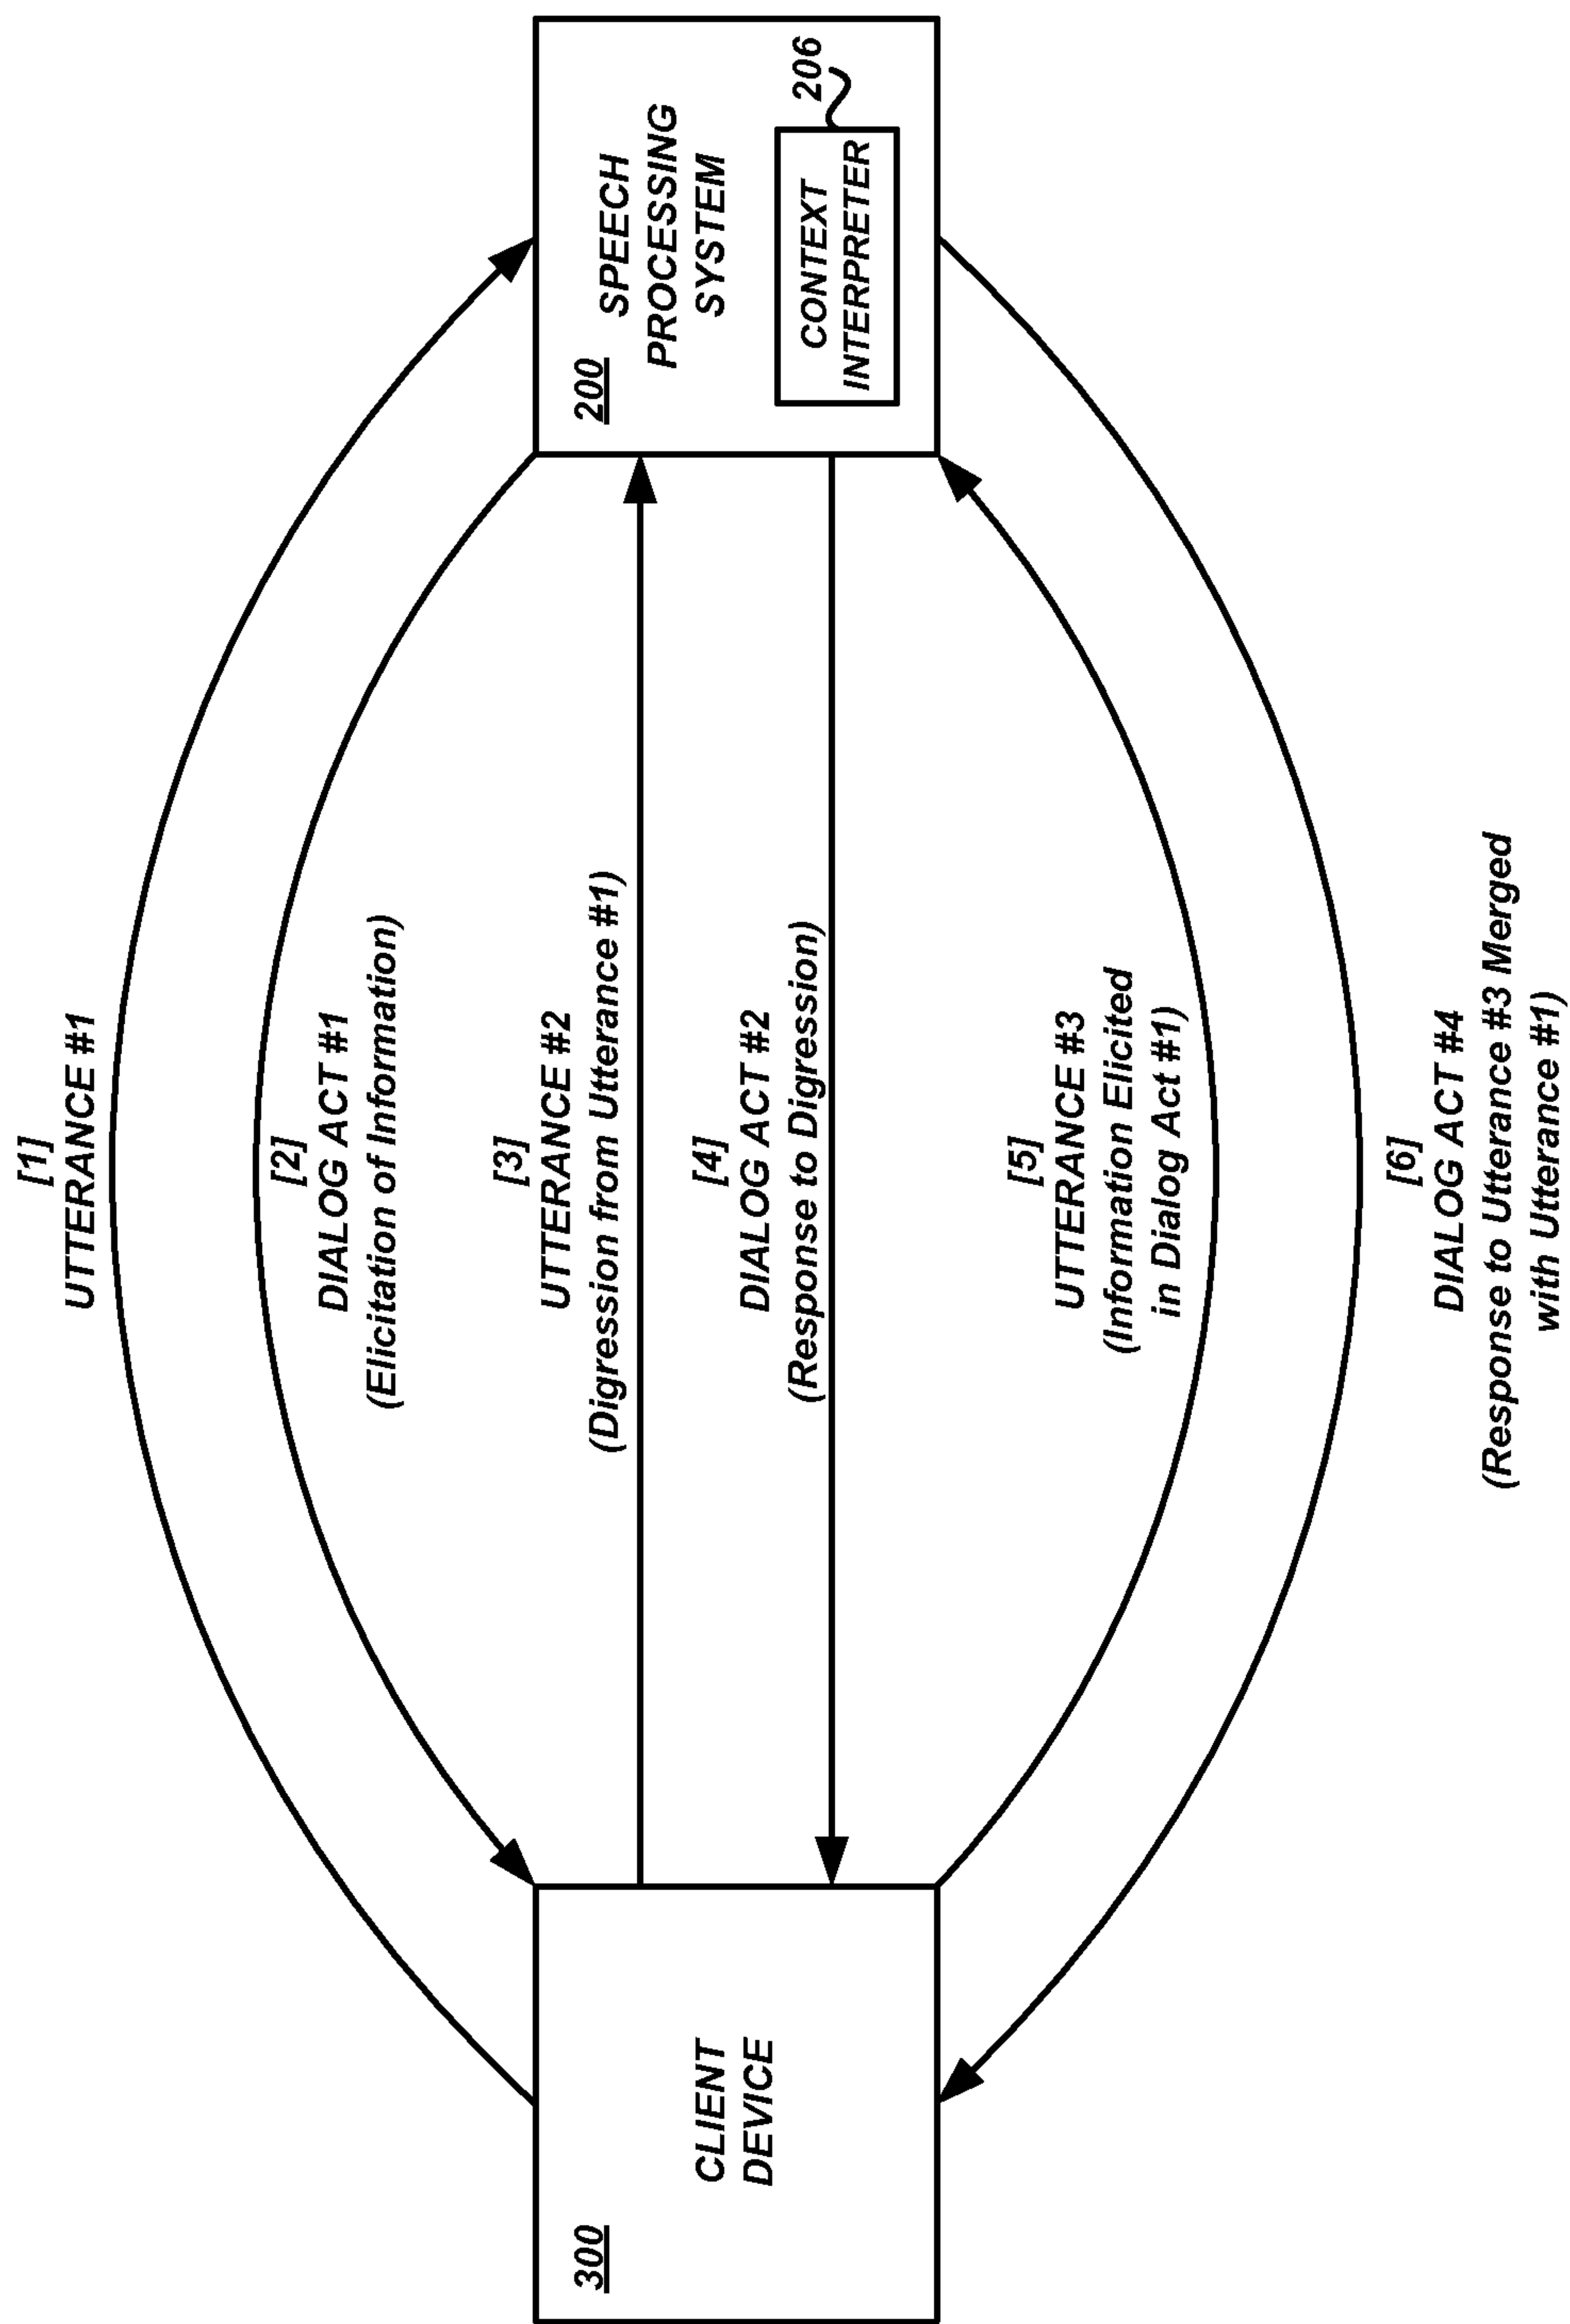 [1]
UTTERANCE #1
[2]
DIALOG ACT #1
(Elicitation of Information)
[3]
UTTERANCE #2
(Digression from Utterance #1)
[4]
DIALOG ACT #2
(Response to Digression)
[5]
UTTERANCE #3
(Information Elicited
in Dialog Act #1)
[6]
DIALOG ACT #4
(Response to Utterance #3 Merged
with Utterance #1)
300
CLIENT
DEVICE
200
SPEECH
PROCESSING
SYSTEM
206
CONTEXT
INTERPRETER